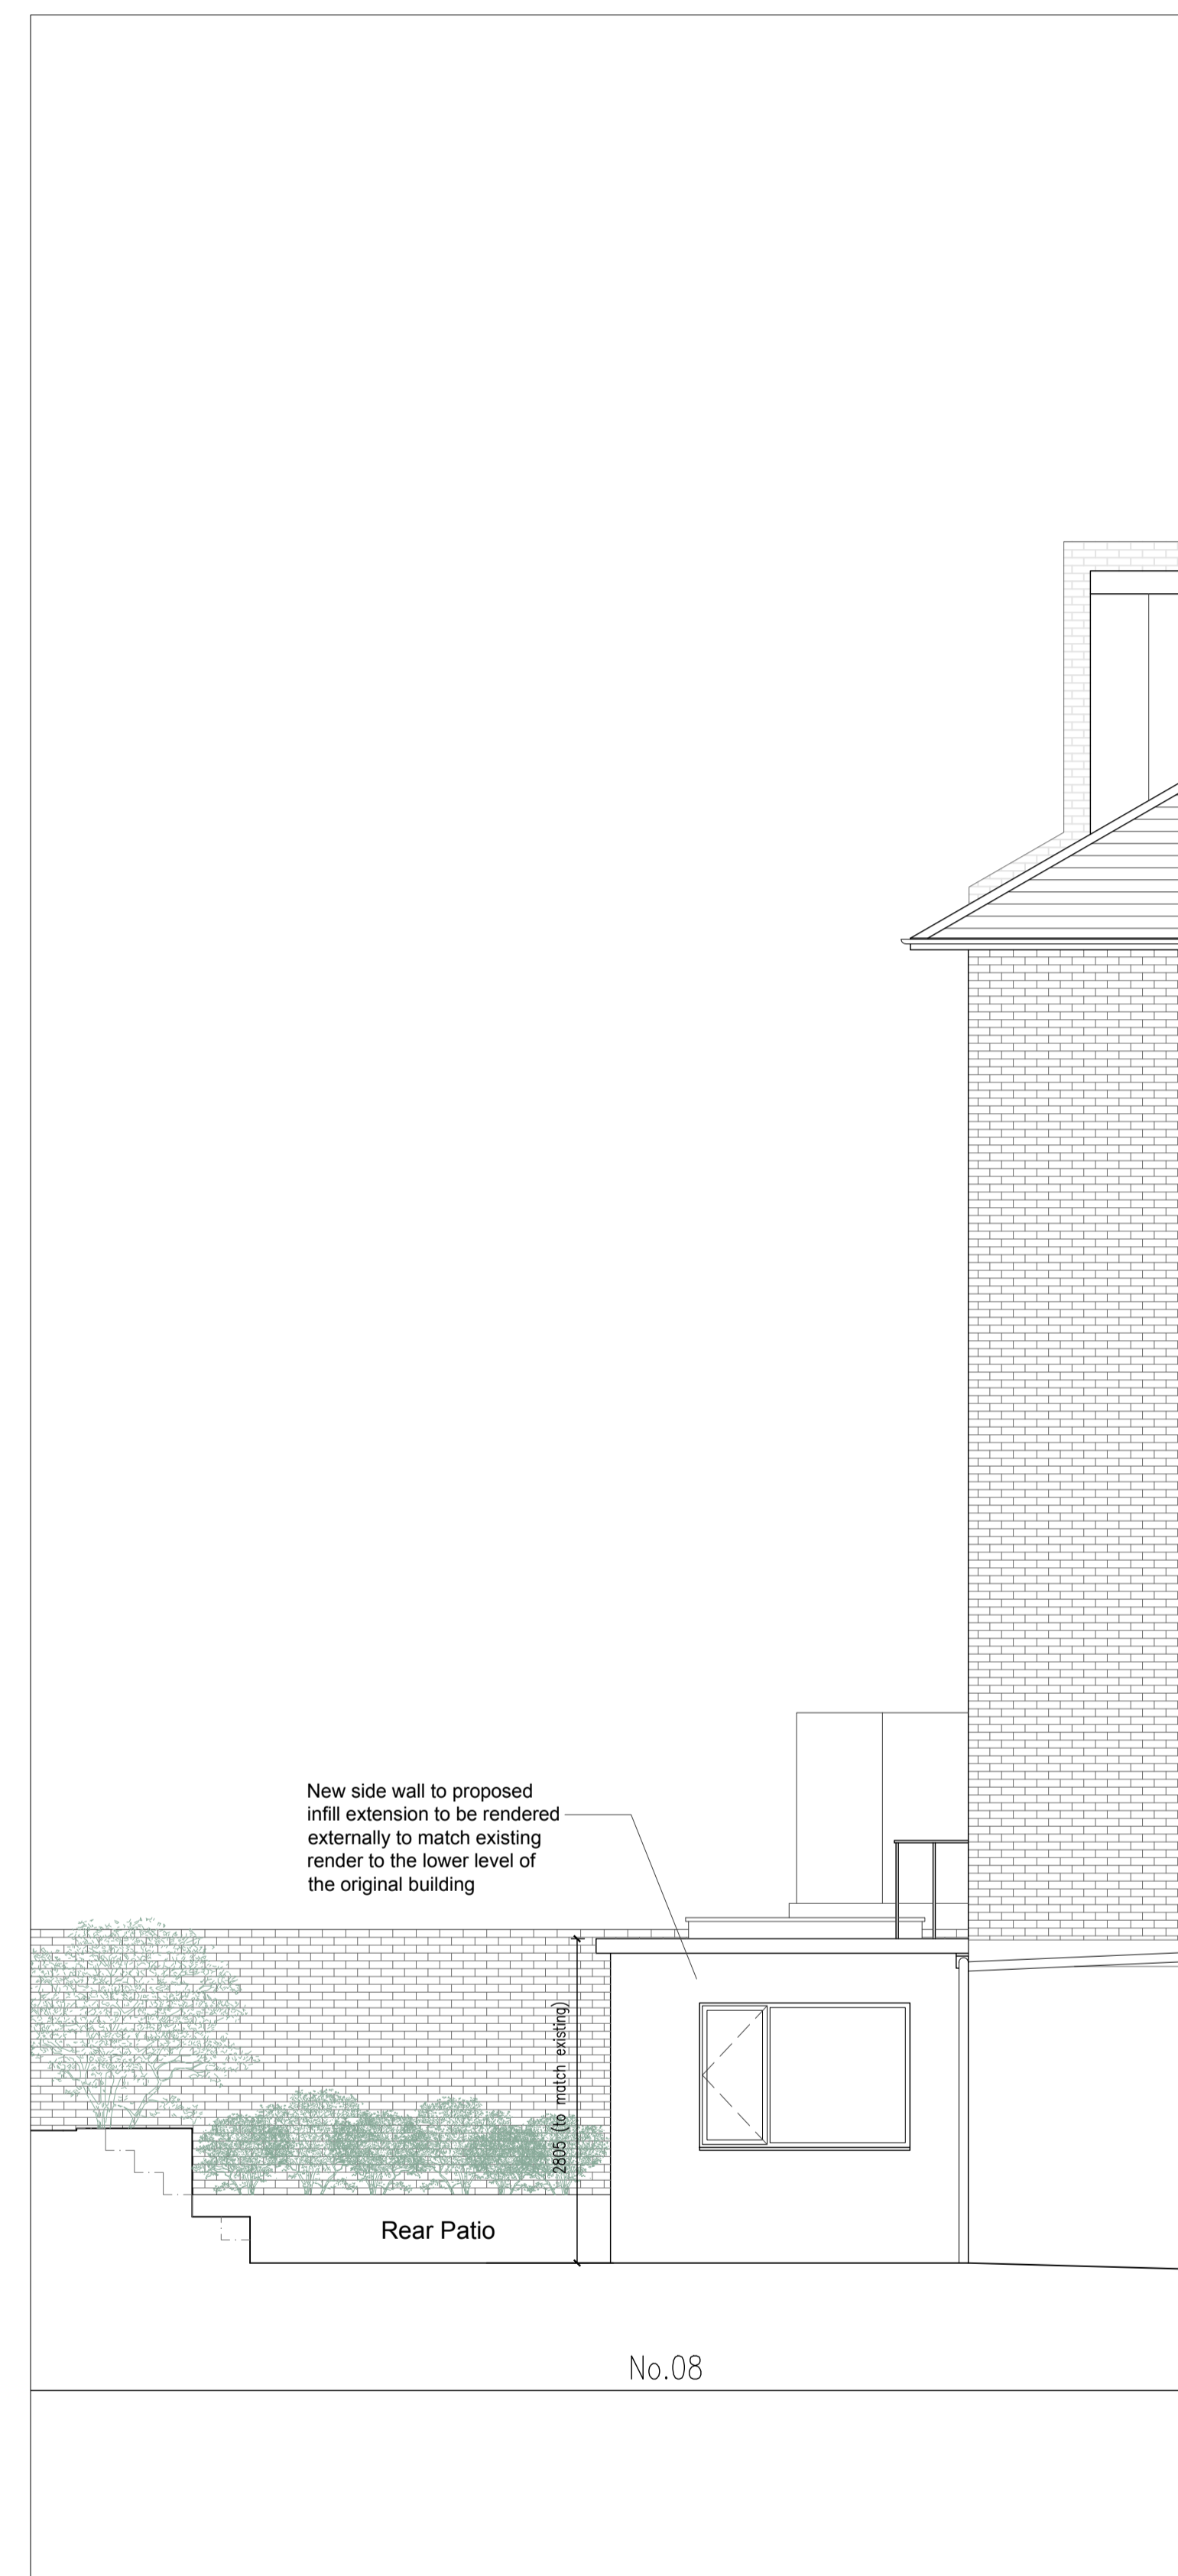 New side wall to proposed
infill extension to be rendered
externally to match existing
render to the lower level of
the original building
2805 (to match existing)
Rear Patio
No.08